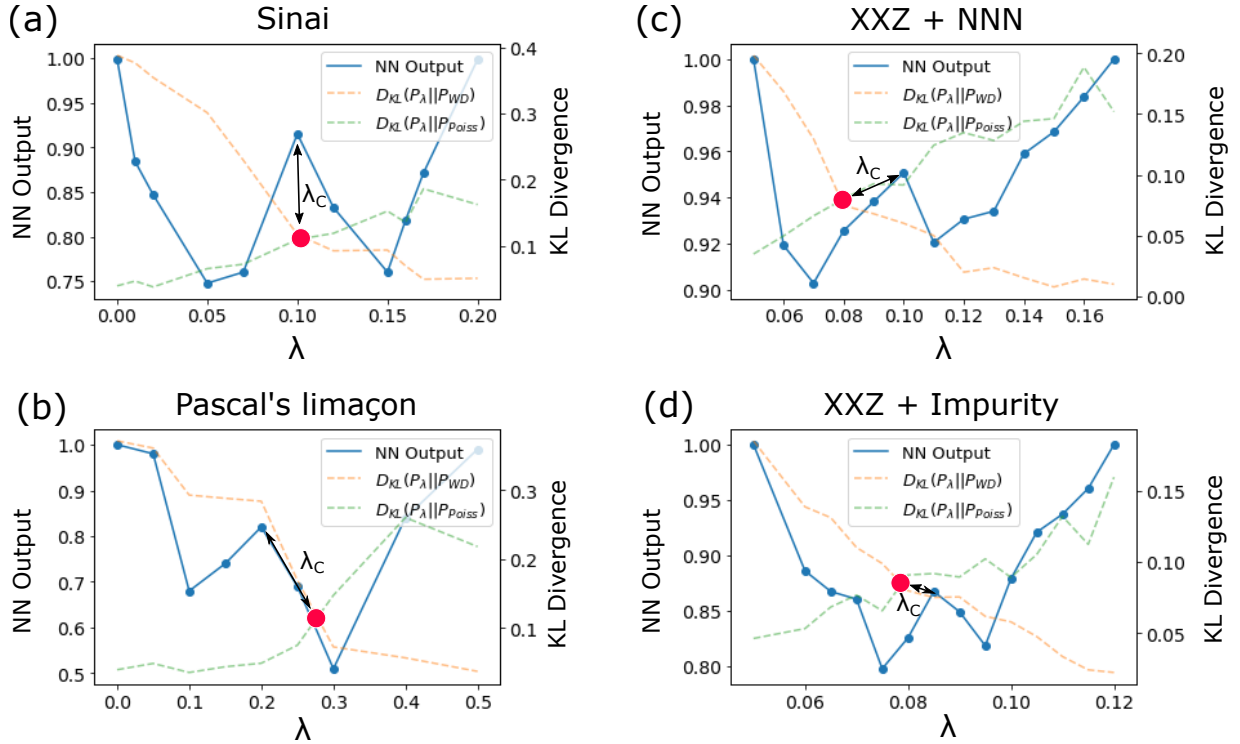 (a)
Sinai
NN Output
1.00
0.95
0.90
0.85
0.80
0.75
NN Output
D_KL(P_λ||P_WD)
D_KL(P_λ||P_Poiss)
λ_C
0.4
0.3
0.2
0.1
KL Divergence
0.00 0.05 0.10 0.15 0.20
λ
(c)
XXZ + NNN
NN Output
1.00
0.98
0.96
0.94
0.92
0.90
NN Output
D_KL(P_λ||P_WD)
D_KL(P_λ||P_Poiss)
λ_C
0.20
0.15
0.10
0.05
0.00
KL Divergence
0.06 0.08 0.10 0.12 0.14 0.16
λ
(b)
Pascal's limaçon
NN Output
1.0
0.9
0.8
0.7
0.6
0.5
NN Output
D_KL(P_λ||P_WD)
D_KL(P_λ||P_Poiss)
λ_C
0.3
0.2
0.1
KL Divergence
0.0 0.1 0.2 0.3 0.4 0.5
λ
(d)
XXZ + Impurity
NN Output
1.00
0.95
0.90
0.85
0.80
NN Output
D_KL(P_λ||P_WD)
D_KL(P_λ||P_Poiss)
λ_C
0.15
0.10
0.05
KL Divergence
0.06 0.08 0.10 0.12
λ